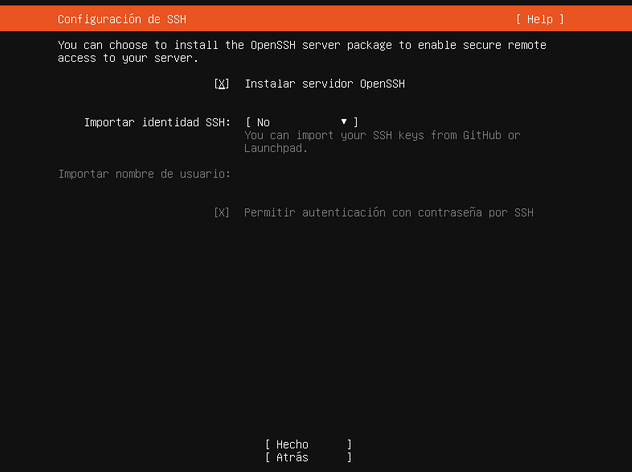 Configuración de SSH [ Help ]
You can choose to install the OpenSSH server package to enable secure remote
access to your server.
[X] Instalar servidor OpenSSH
Importar identidad SSH: [ No ▼ ]
You can import your SSH keys from GitHub or
Launchpad.
Importar nombre de usuario:
[X] Permitir autenticación con contraseña por SSH
[ Hecho ]
[ Atrás ]